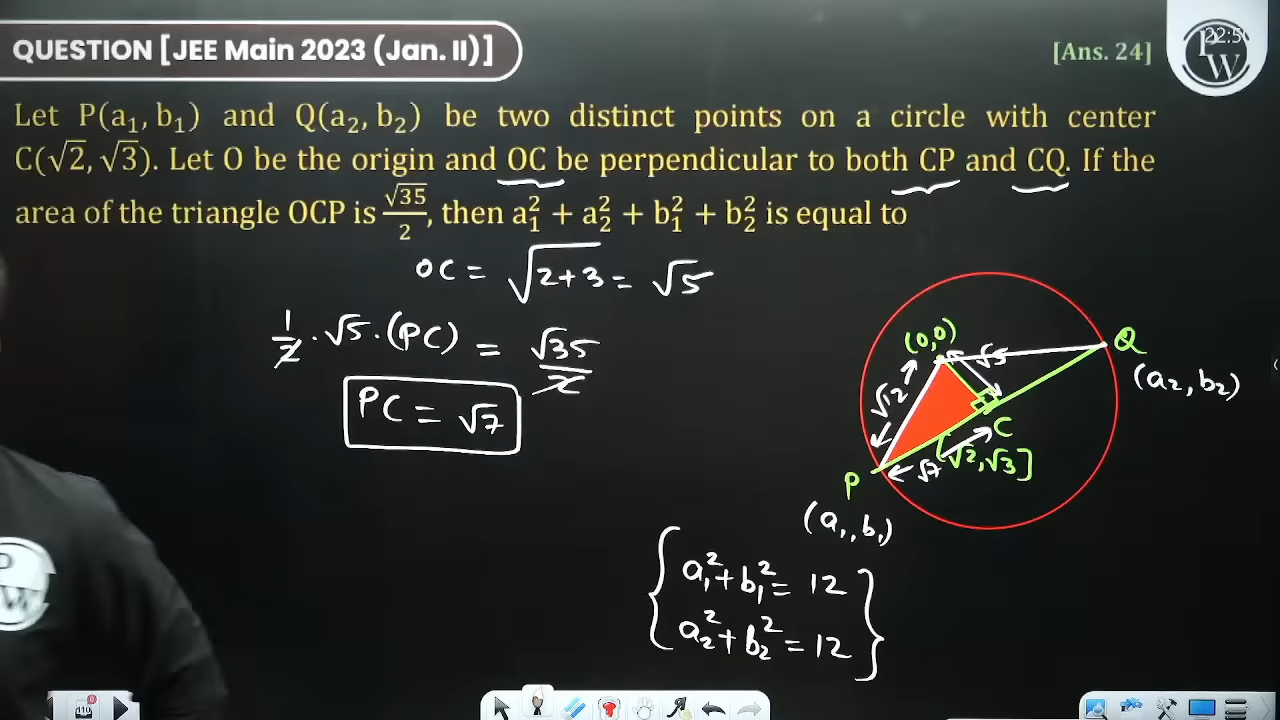 QUESTION [JEE Main 2023 (Jan. II)]
[Ans. 24]
22:5
PW
Let P(a₁, b₁) and Q(a₂, b₂) be two distinct points on a circle with center
C(√2, √3). Let O be the origin and OC be perpendicular to both CP and CQ. If the
area of the triangle OCP is √35/2, then a₁² + a₂² + b₁² + b₂² is equal to
OC = √(2+3) = √5
1/2 · √5 · (PC) = √35/2
PC = √7
(0,0)
√5
Q
(a₂, b₂)
√12
C
(√2, √3]
√7
P
(a₁, b₁)
{ a₁² + b₁² = 12
a₂² + b₂² = 12 }
W
110